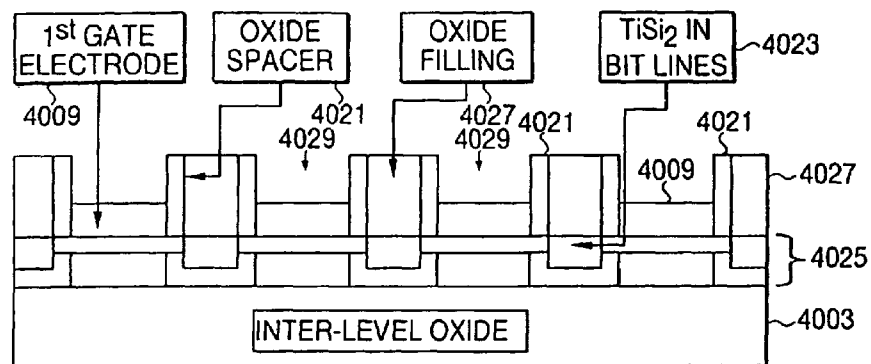 1st GATE ELECTRODE
OXIDE SPACER
OXIDE FILLING
TiSi2 IN BIT LINES
4023
4009
4021
4029
4027
4029
4021
4021
4009
4027
4025
4003
INTER-LEVEL OXIDE